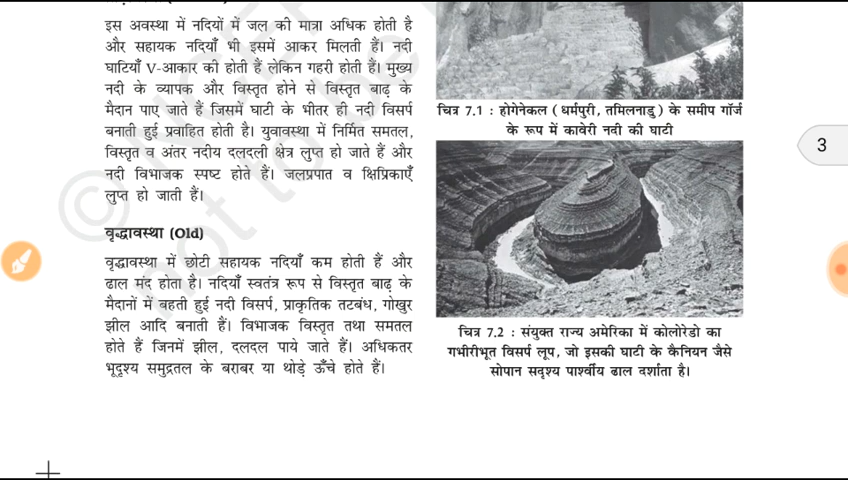 इस अवस्था में नदियों में जल की मात्रा अधिक होती है
और सहायक नदियाँ भी इसमें आकर मिलती हैं। नदी
घाटियाँ V-आकार की होती हैं लेकिन गहरी होती हैं। मुख्य
नदी के व्यापक और विस्तृत होने से विस्तृत बाढ़ के
मैदान पाए जाते हैं जिसमें घाटी के भीतर ही नदी विसर्प
बनाती हुई प्रवाहित होती है। युवावस्था में निर्मित समतल,
विस्तृत व अंतर नदीय दलदली क्षेत्र लुप्त हो जाते हैं और
नदी विभाजक स्पष्ट होते हैं। जलप्रपात व क्षिप्रिकाएँ
लुप्त हो जाती हैं।
वृद्धावस्था (Old)
वृद्धावस्था में छोटी सहायक नदियाँ कम होती हैं और
ढाल मंद होता है। नदियाँ स्वतंत्र रूप से विस्तृत बाढ़ के
मैदानों में बहती हुई नदी विसर्प, प्राकृतिक तटबंध, गोखुर
झील आदि बनाती हैं। विभाजक विस्तृत तथा समतल
होते हैं जिनमें झील, दलदल पाये जाते हैं। अधिकतर
भूदृश्य समुद्रतल के बराबर या थोड़े ऊँचे होते हैं।
चित्र 7.1 : होगेनेकल (धर्मपुरी, तमिलनाडु) के समीप गॉर्ज
के रूप में कावेरी नदी की घाटी
चित्र 7.2 : संयुक्त राज्य अमेरिका में कोलोरेडो का
गभीरीभूत विसर्प लूप, जो इसकी घाटी के कैनियन जैसे
सोपान सदृश्य पार्श्वीय ढाल दर्शाता है।
3
not to be